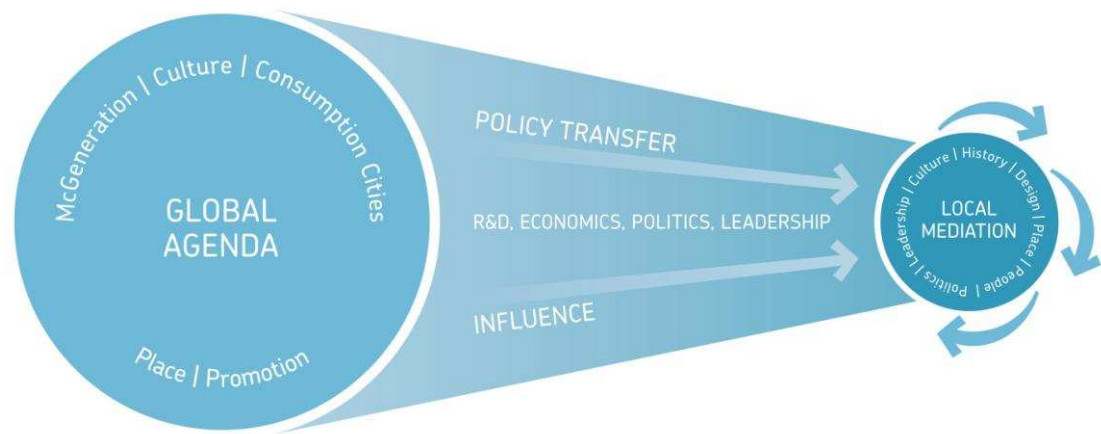 McGeneration | Culture | Consumption Cities
GLOBAL
AGENDA
Place | Promotion
POLICY TRANSFER
R&D, ECONOMICS, POLITICS, LEADERSHIP
INFLUENCE
Leadership | Culture | History | Design | Place | People | Politics |
LOCAL
MEDIATION